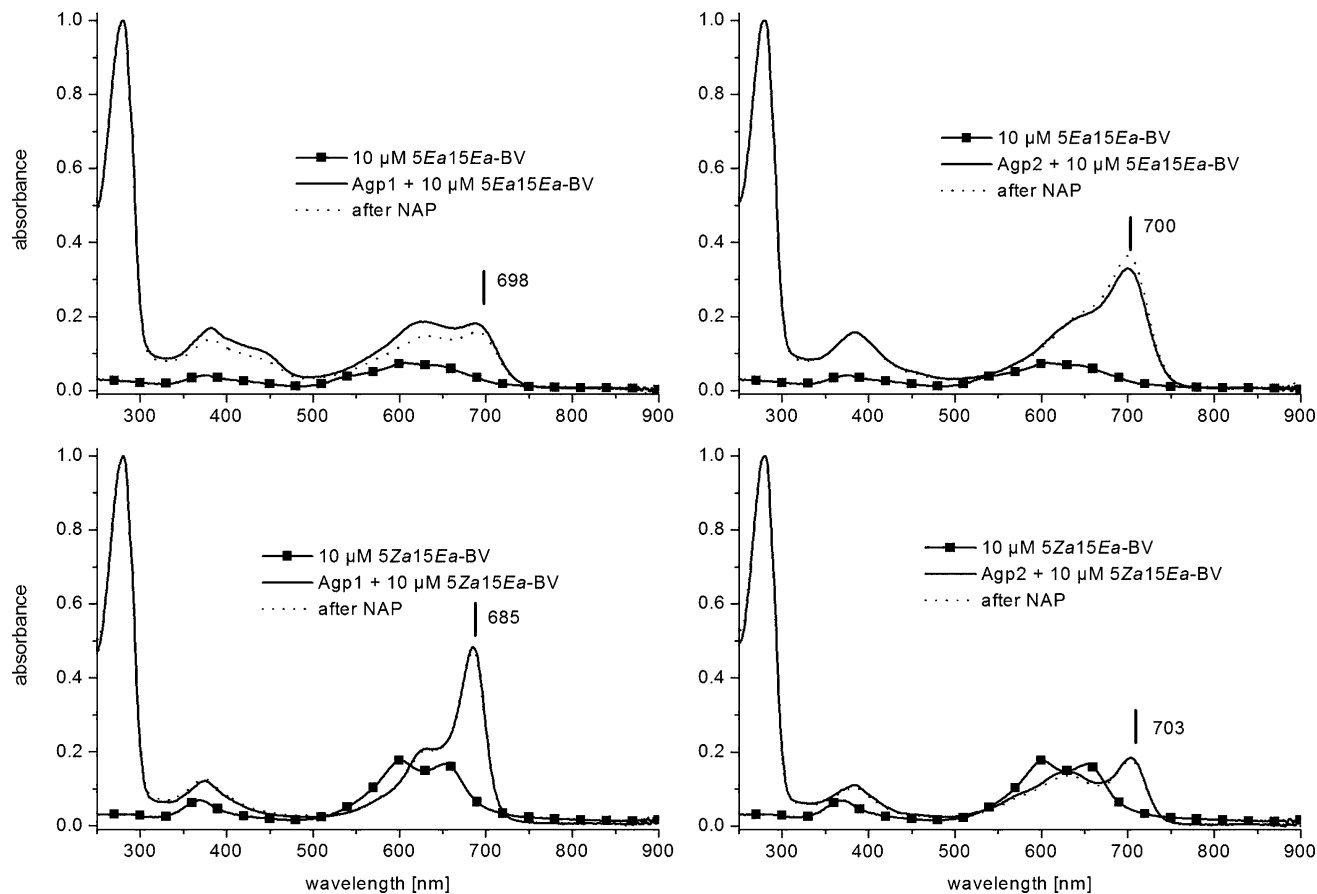 absorbance
1.0
0.8
0.6
0.4
0.2
0.0
10 µM 5Ea15Ea-BV
Agp1 + 10 µM 5Ea15Ea-BV
after NAP
698
300 400 500 600 700 800 900
1.0
0.8
0.6
0.4
0.2
0.0
10 µM 5Ea15Ea-BV
Agp2 + 10 µM 5Ea15Ea-BV
after NAP
700
300 400 500 600 700 800 900
absorbance
1.0
0.8
0.6
0.4
0.2
0.0
10 µM 5Za15Ea-BV
Agp1 + 10 µM 5Za15Ea-BV
after NAP
685
300 400 500 600 700 800 900
wavelength [nm]
1.0
0.8
0.6
0.4
0.2
0.0
10 µM 5Za15Ea-BV
Agp2 + 10 µM 5Za15Ea-BV
after NAP
703
300 400 500 600 700 800 900
wavelength [nm]